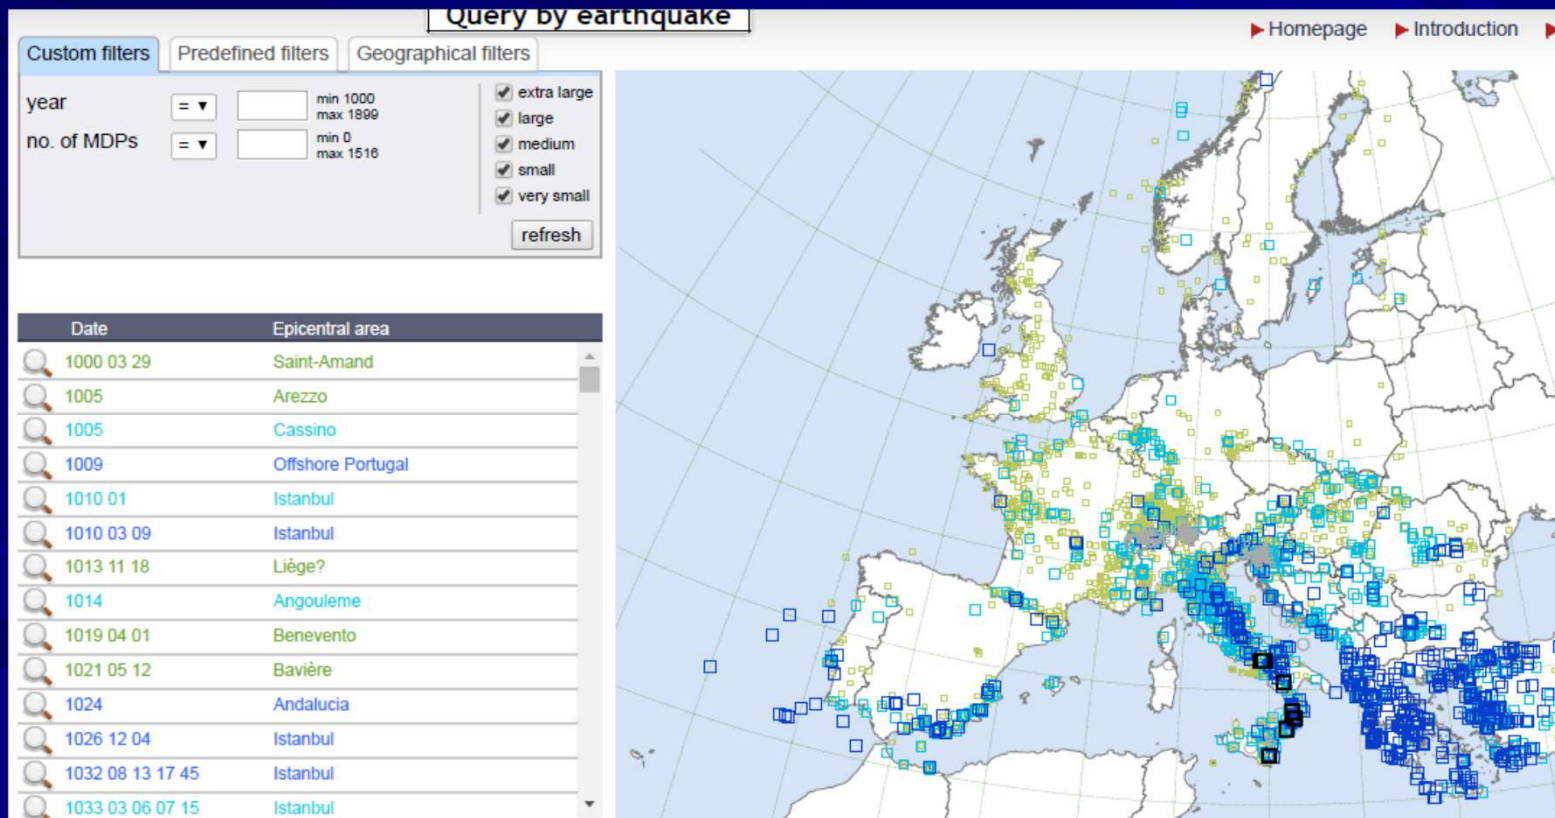 Query by earthquake
Homepage Introduction
Custom filters Predefined filters Geographical filters
year = min 1000
max 1899
no. of MDPs = min 0
max 1516
extra large
large
medium
small
very small
refresh
Date Epicentral area
1000 03 29 Saint-Amand
1005 Arezzo
1005 Cassino
1009 Offshore Portugal
1010 01 Istanbul
1010 03 09 Istanbul
1013 11 18 Liège?
1014 Angouleme
1019 04 01 Benevento
1021 05 12 Bavière
1024 Andalucia
1026 12 04 Istanbul
1032 08 13 17 45 Istanbul
1033 03 06 07 15 Istanbul